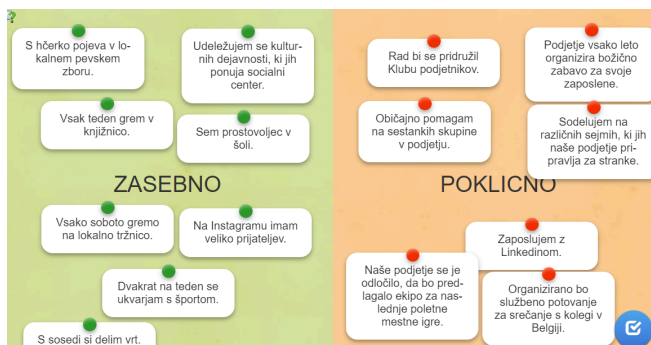 S hčerko pojeva v lo-
kalnem pevskem
zboru.
Udeležujem se kultur-
nih dejavnosti, ki jih
ponuja socialni
center.
Vsak teden grem v
knjižnico.
Sem prostovoljec v
šoli.
ZASEBNO
Vsako soboto gremo
na lokalno tržnico.
Na Instagramu imam
veliko prijateljev.
Dvakrat na teden se
ukvarjam s športom.
S sosedi si delim vrt.
Rad bi se pridružil
Klubu podjetnikov.
Podjetje vsako leto
organizira božično
zabavo za svoje
zaposlene.
Običajno pomagam
na sestankih skupine
v podjetju.
Sodelujem na
različnih sejmih, ki jih
naše podjetje pri-
pravlja za stranke.
POKLICNO
Zaposlujem z
Linkedinom.
Naše podjetje se je
odločilo, da bo pred-
lagalo ekipo za nas-
lednje poletne
mestne igre.
Organizirano bo
službeno potovanje
za srečanje s kolegi v
Belgiji.